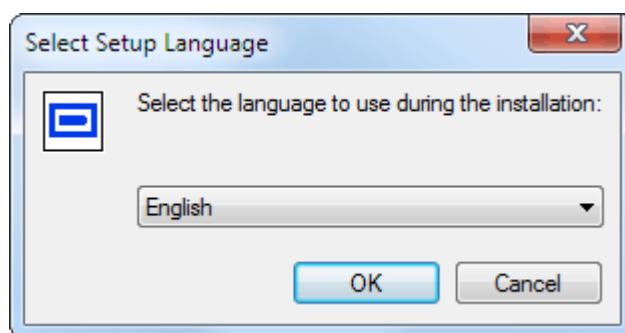 Select Setup Language
Select the language to use during the installation:
English
OK
Cancel